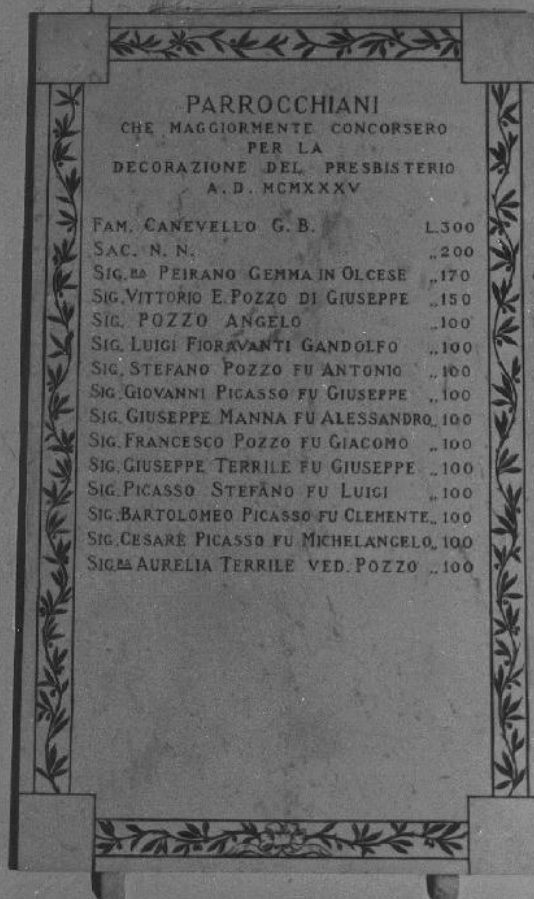 PARROCCHIANI
CHE MAGGIORMENTE CONCORSERO
PER LA
DECORAZIONE DEL PRESBISTERIO
A. D. MCMXXXV
FAM. CANEVELLO G. B. L.300
SAC. N. N. „200
SIG.RA PEIRANO GEMMA IN OLCESE „170
SIG. VITTORIO E. POZZO DI GIUSEPPE „150
SIG. POZZO ANGELO „100
SIG. LUIGI FIORAVANTI GANDOLFO „100
SIG. STEFANO POZZO FU ANTONIO „100
SIG. GIOVANNI PICASSO FU GIUSEPPE „100
SIG. GIUSEPPE MANNA FU ALESSANDRO „100
SIG. FRANCESCO POZZO FU GIACOMO „100
SIG. GIUSEPPE TERRILE FU GIUSEPPE „100
SIG. PICASSO STEFANO FU LUIGI „100
SIG. BARTOLOMEO PICASSO FU CLEMENTE „100
SIG. CESARE PICASSO FU MICHELANGELO „100
SIG.RA AURELIA TERRILE VED. POZZO „100